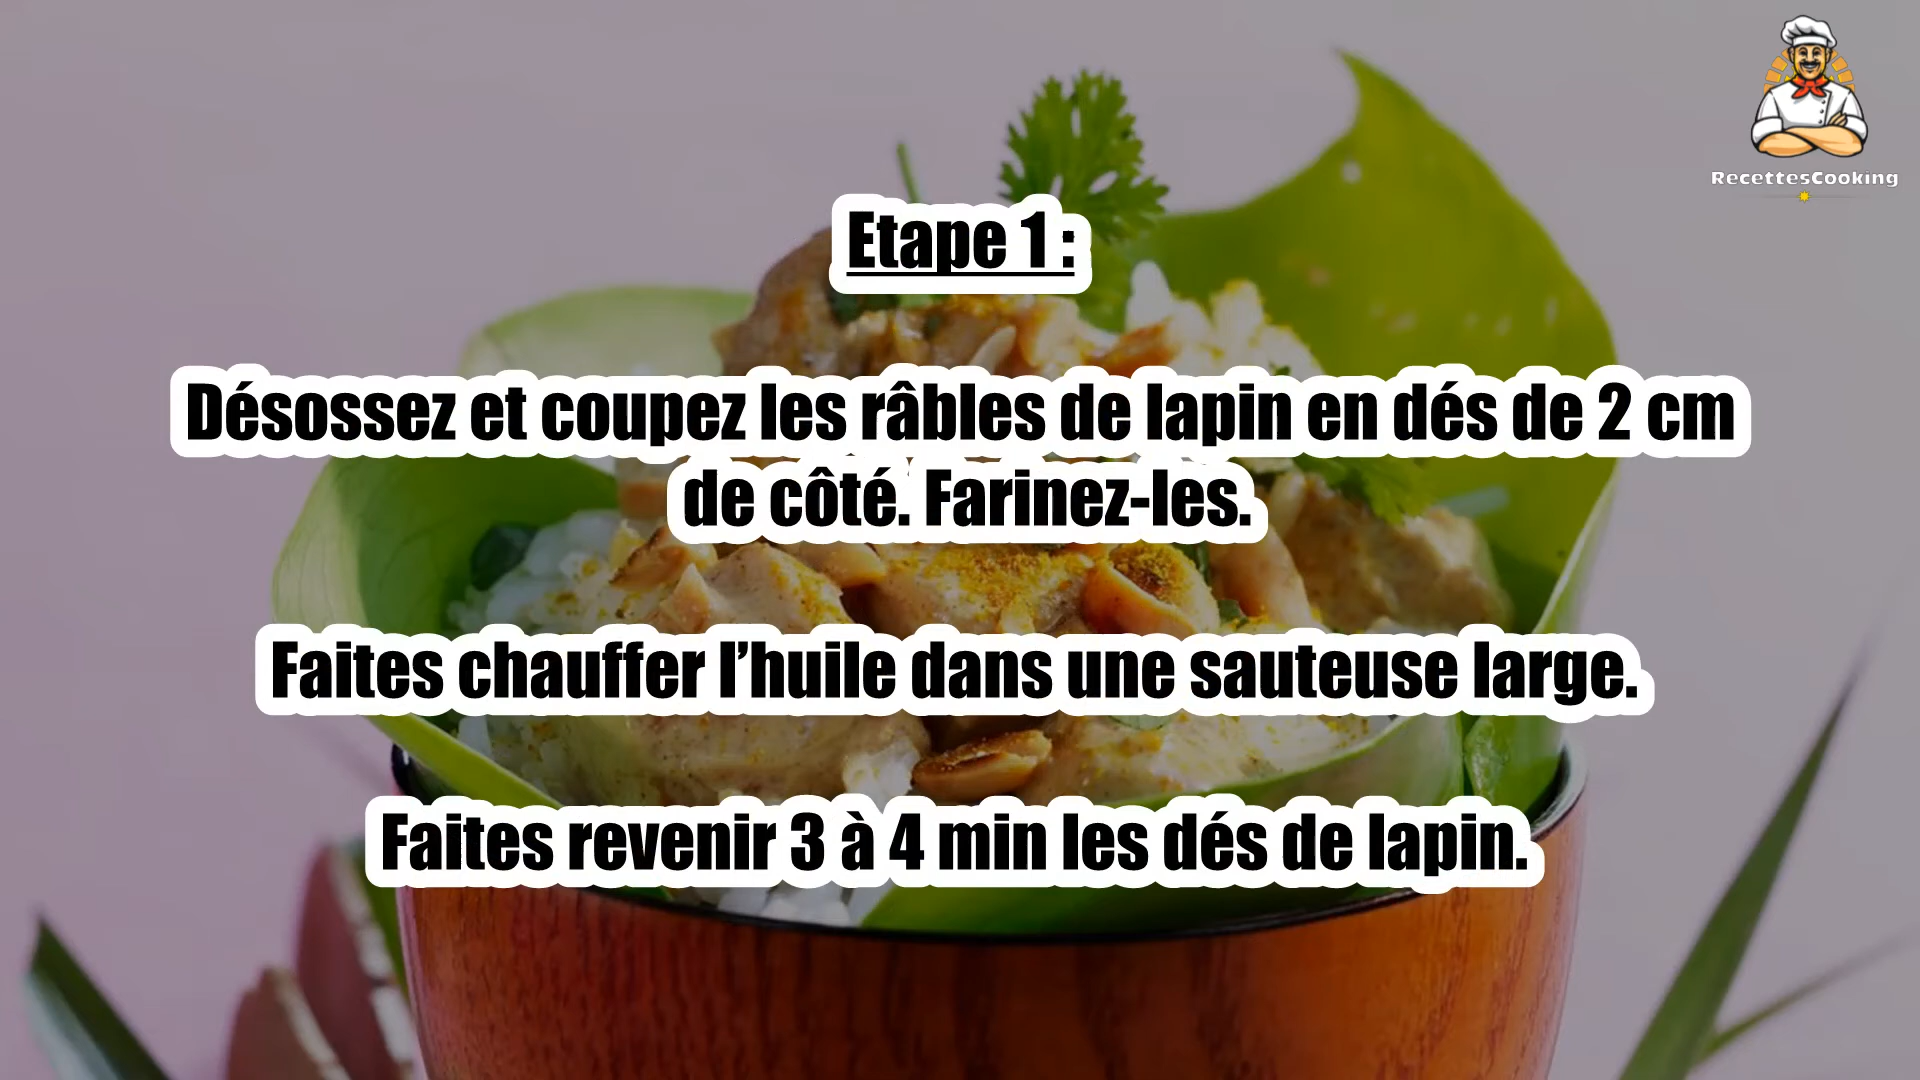 RecettesCooking
Etape 1 :
Désossez et coupez les râbles de lapin en dés de 2 cm
de côté. Farinez-les.
Faites chauffer l’huile dans une sauteuse large.
Faites revenir 3 à 4 min les dés de lapin.